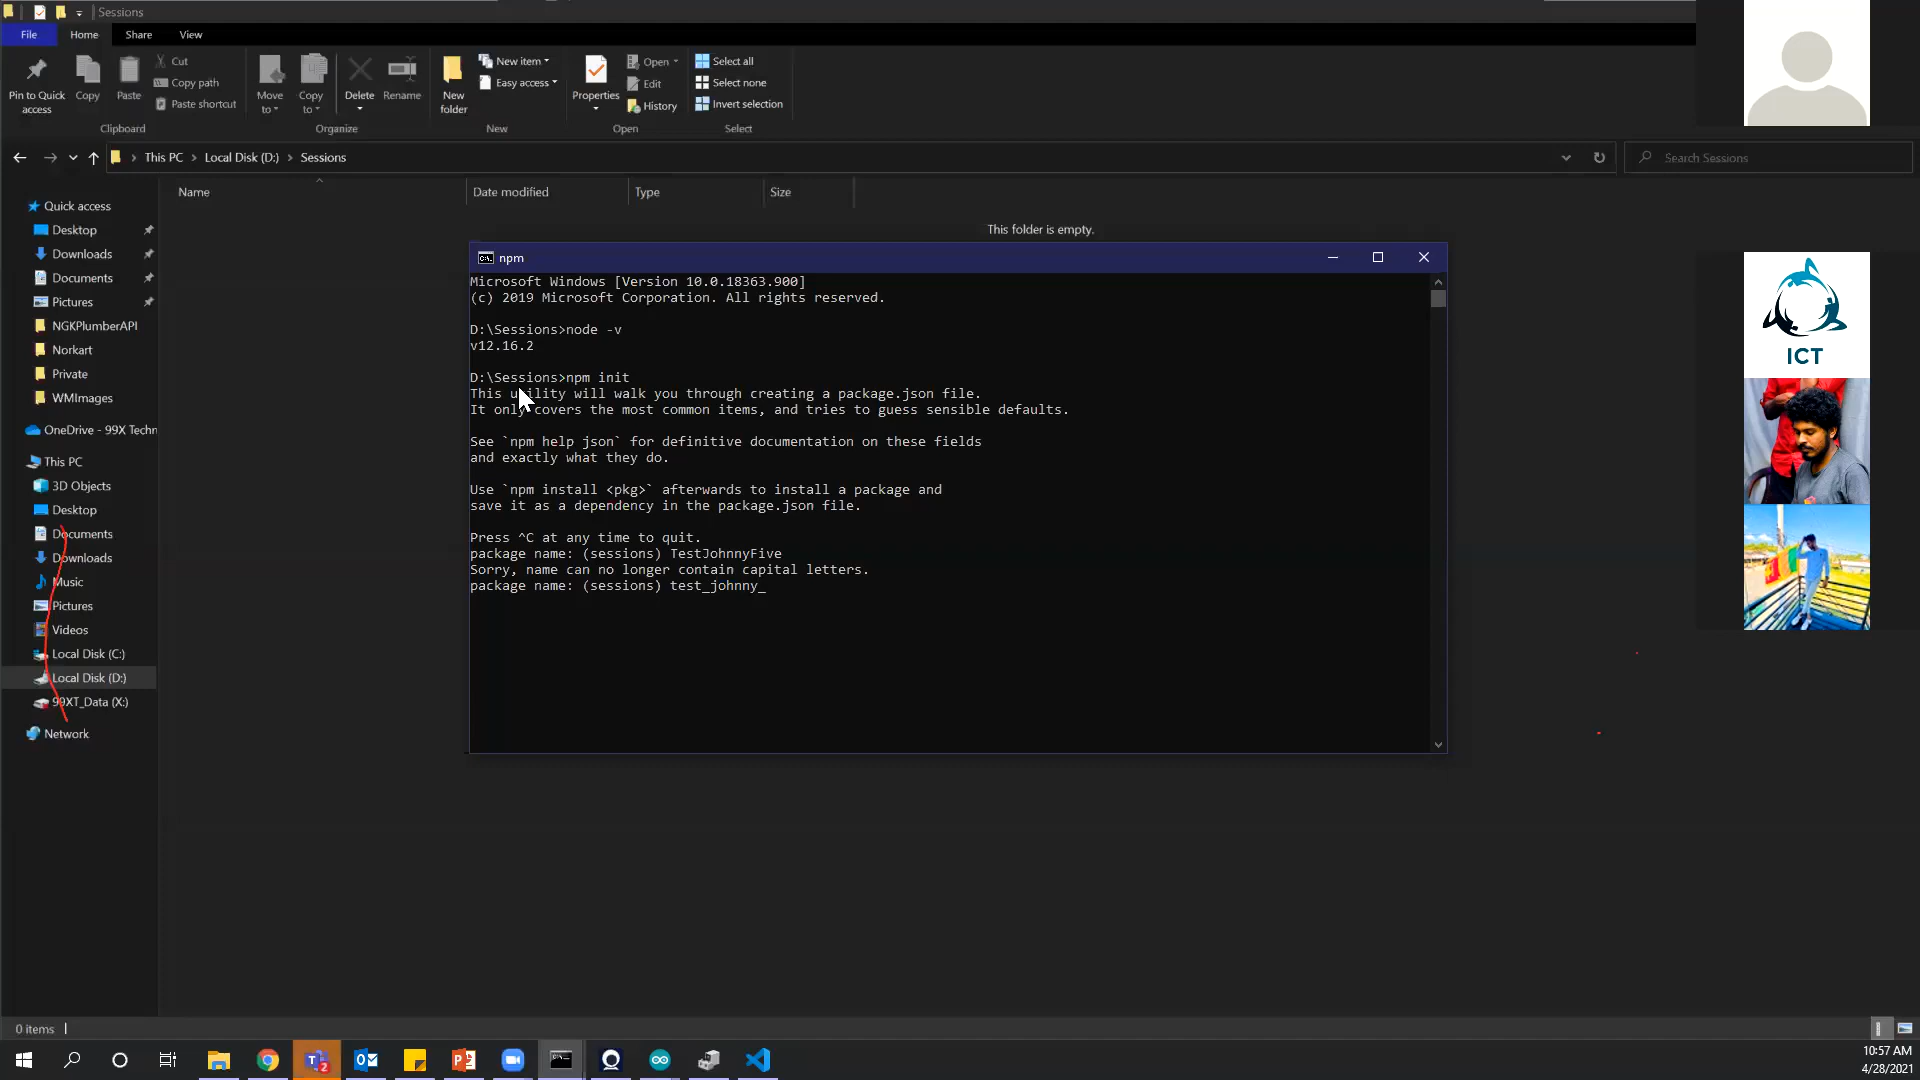 Sessions
File Home Share View
Pin to Quick access
Copy
Paste
Cut
Copy path
Paste shortcut
Clipboard
Move to
Copy to
Delete
Rename
Organize
New folder
New item
Easy access
New
Properties
Open
Edit
History
Open
Select all
Select none
Invert selection
Select
This PC > Local Disk (D:) > Sessions
Search Sessions
Name Date modified Type Size
This folder is empty.
Quick access
Desktop
Downloads
Documents
Pictures
NGKPlumberAPI
Norkart
Private
WMImages
OneDrive - 99X Techn
This PC
3D Objects
Desktop
Documents
Downloads
Music
Pictures
Videos
Local Disk (C:)
Local Disk (D:)
99XT_Data (X:)
Network
npm
Microsoft Windows [Version 10.0.18363.900]
(c) 2019 Microsoft Corporation. All rights reserved.
D:\Sessions>node -v
v12.16.2
D:\Sessions>npm init
This utility will walk you through creating a package.json file.
It only covers the most common items, and tries to guess sensible defaults.
See `npm help json` for definitive documentation on these fields
and exactly what they do.
Use `npm install <pkg>` afterwards to install a package and
save it as a dependency in the package.json file.
Press ^C at any time to quit.
package name: (sessions) TestJohnnyFive
Sorry, name can no longer contain capital letters.
package name: (sessions) test_johnny_
ICT
0 items
10:57 AM
4/28/2021